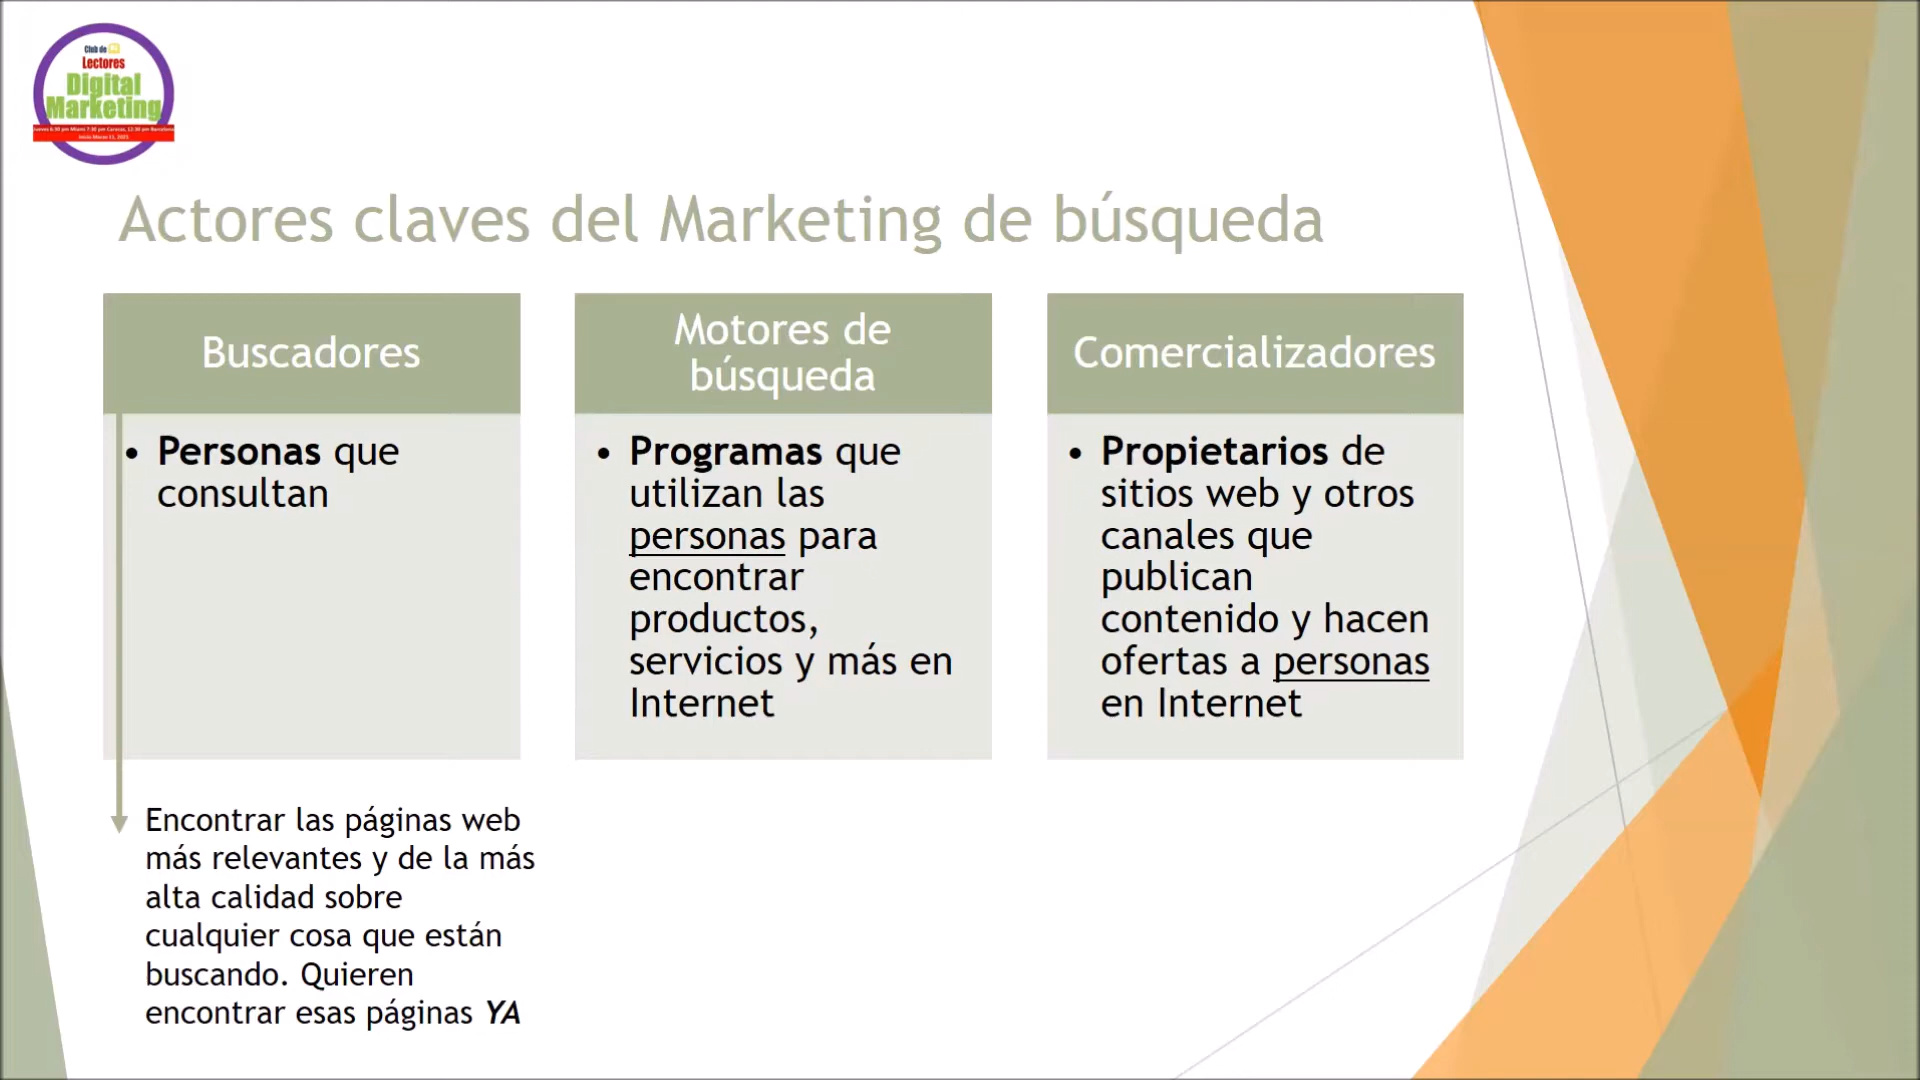 Club de
Lectores
Digital
Marketing
Actores claves del Marketing de búsqueda
Buscadores
• Personas que
consultan
Motores de
búsqueda
• Programas que
utilizan las
personas para
encontrar
productos,
servicios y más en
Internet
Comercializadores
• Propietarios de
sitios web y otros
canales que
publican
contenido y hacen
ofertas a personas
en Internet
Encontrar las páginas web
más relevantes y de la más
alta calidad sobre
cualquier cosa que están
buscando. Quieren
encontrar esas páginas YA